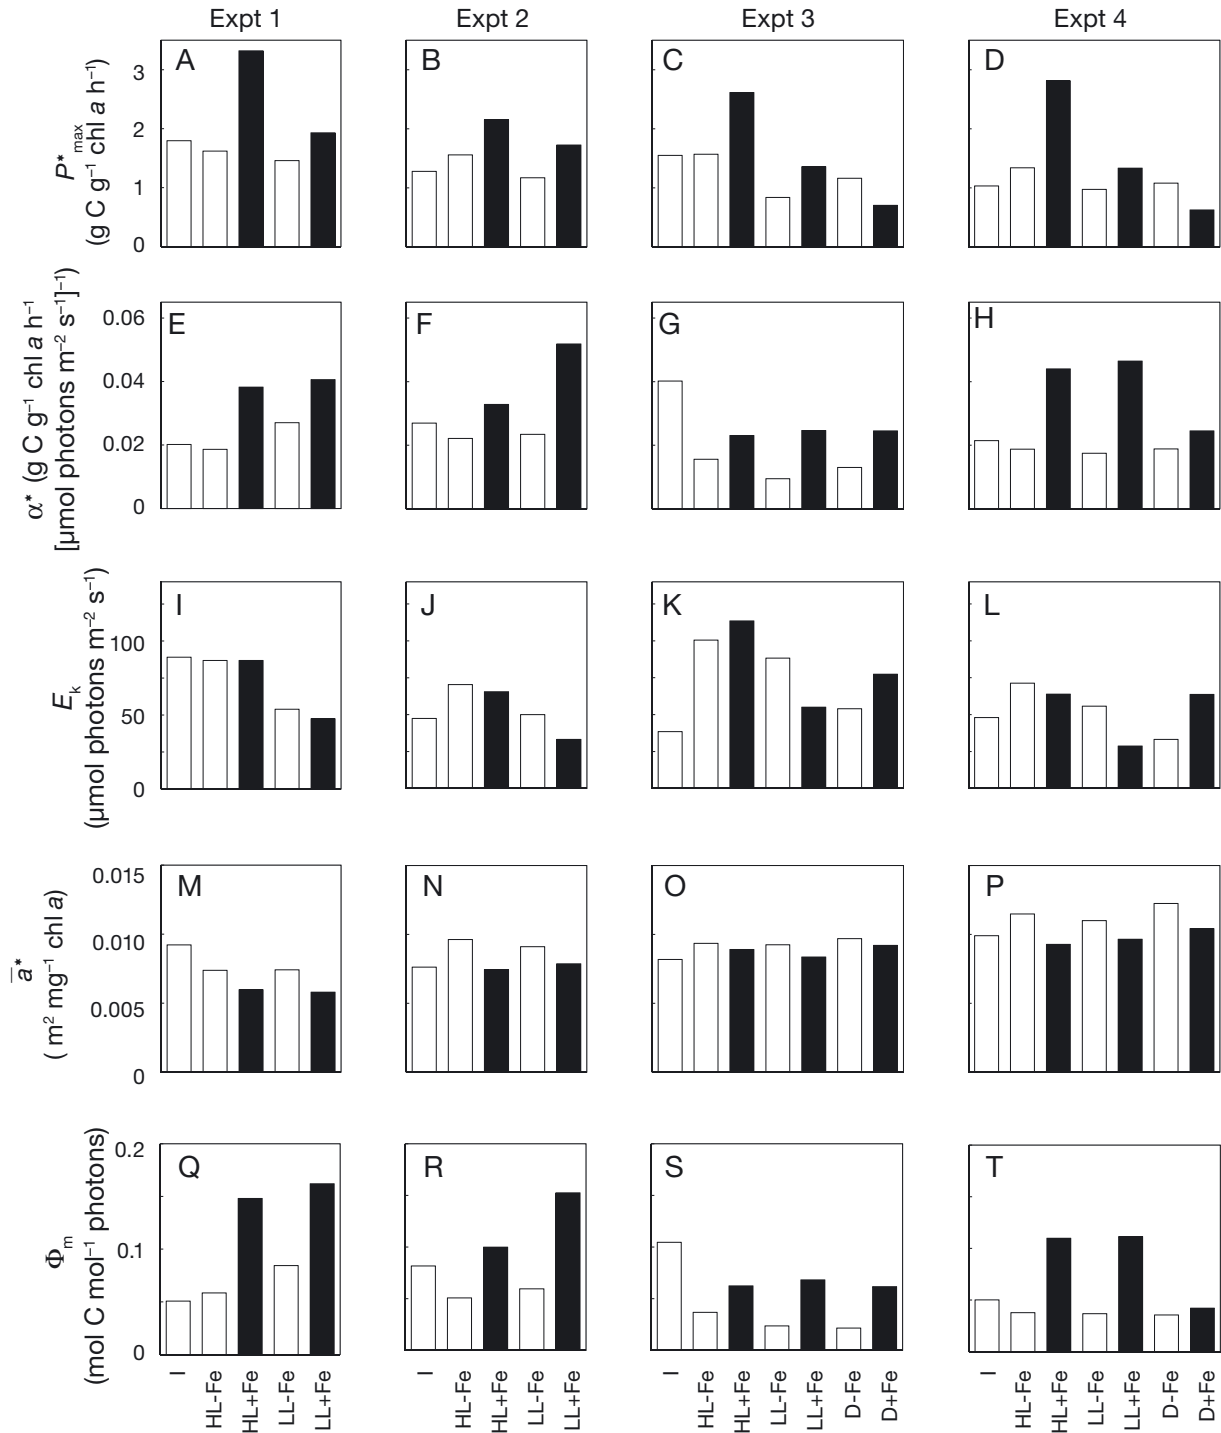 Expt 1 Expt 2 Expt 3 Expt 4
P*max
(g C g⁻¹ chl a h⁻¹)
3
2
1
0
A B C D
α* (g C g⁻¹ chl a h⁻¹
[µmol photons m⁻² s⁻¹]⁻¹)
0.06
0.04
0.02
0
E F G H
Ek
(µmol photons m⁻² s⁻¹)
100
50
0
I J K L
a̅*
( m² mg⁻¹ chl a)
0.015
0.010
0.005
0
M N O P
Φm
(mol C mol⁻¹ photons)
0.2
0.1
0
Q R S T
I HL-Fe HL+Fe LL-Fe LL+Fe
I HL-Fe HL+Fe LL-Fe LL+Fe
I HL-Fe HL+Fe LL-Fe LL+Fe D-Fe D+Fe
I HL-Fe HL+Fe LL-Fe LL+Fe D-Fe D+Fe